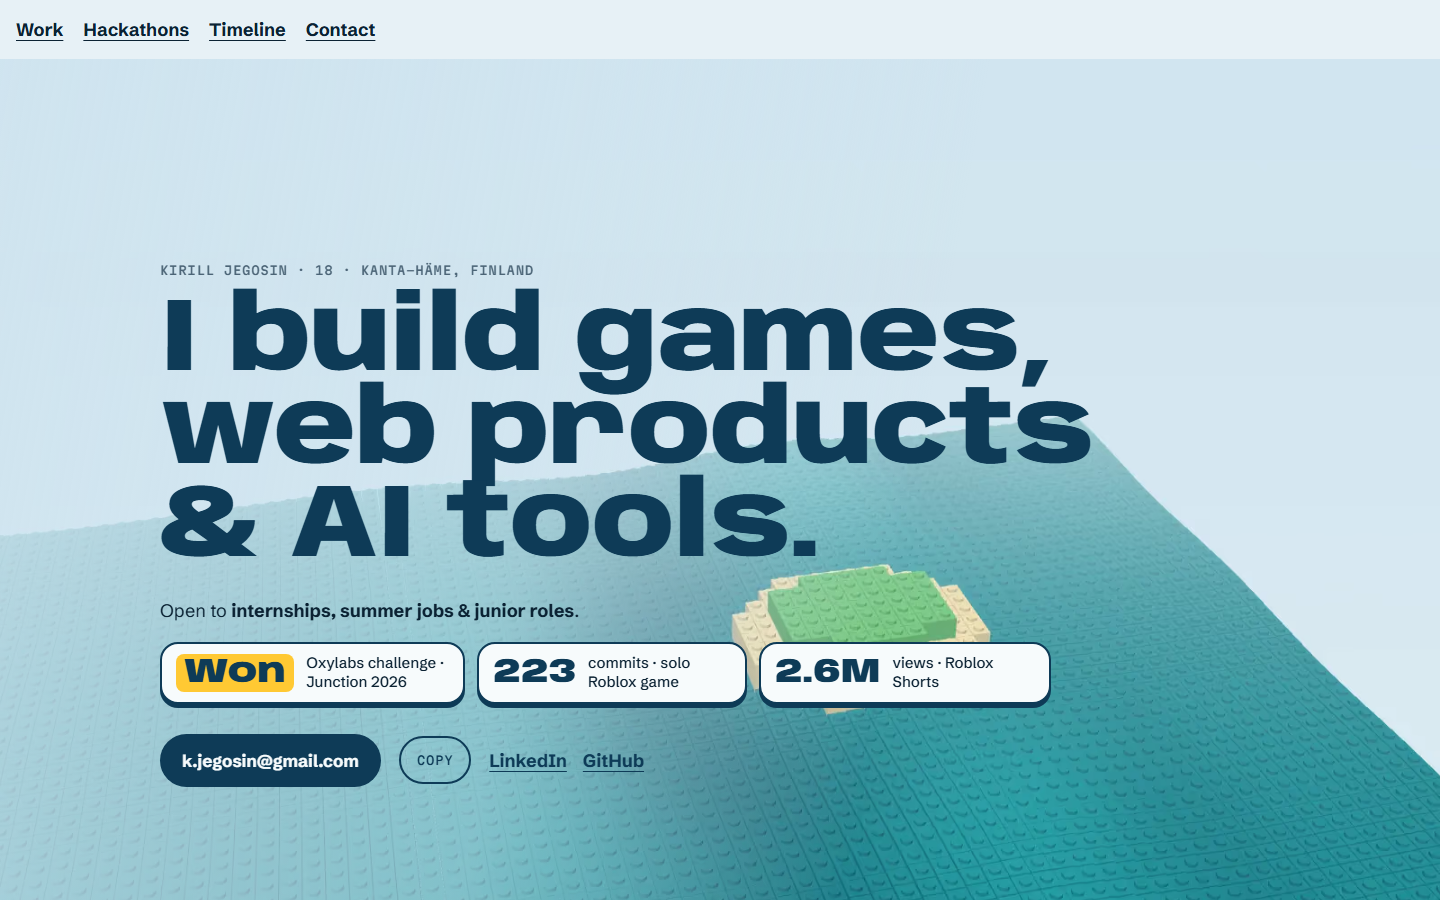 Work Hackathons Timeline Contact
KIRILL JEGOSIN · 18 · KANTA-HÄME, FINLAND
I build games,
web products
& AI tools.
Open to internships, summer jobs & junior roles.
Won Oxylabs challenge ·
Junction 2026
223 commits · solo
Roblox game
2.6M views · Roblox
Shorts
k.jegosin@gmail.com COPY LinkedIn GitHub